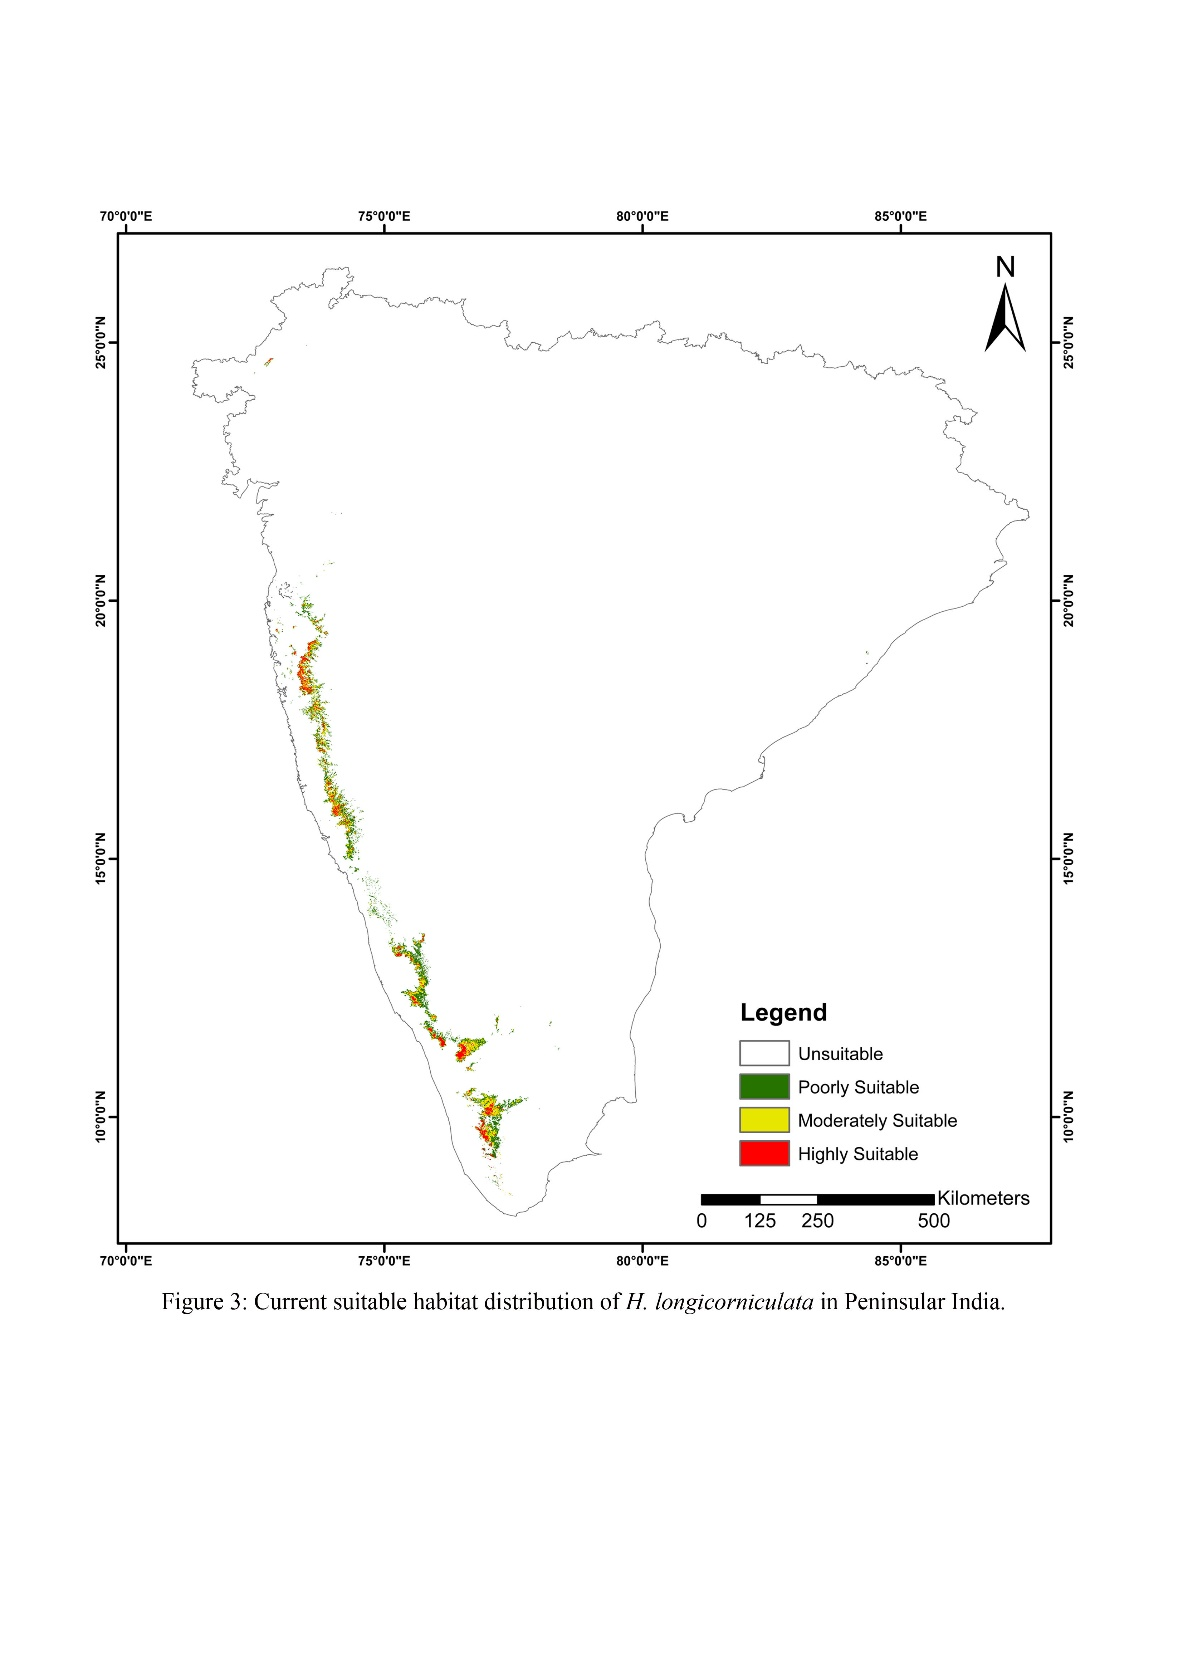 70°0'0"E 75°0'0"E 80°0'0"E 85°0'0"E
N
25°0'0"N 25°0'0"N
20°0'0"N 20°0'0"N
15°0'0"N 15°0'0"N
10°0'0"N 10°0'0"N
Legend
Unsuitable
Poorly Suitable
Moderately Suitable
Highly Suitable
Kilometers
0 125 250 500
70°0'0"E 75°0'0"E 80°0'0"E 85°0'0"E
Figure 3: Current suitable habitat distribution of H. longicorniculata in Peninsular India.